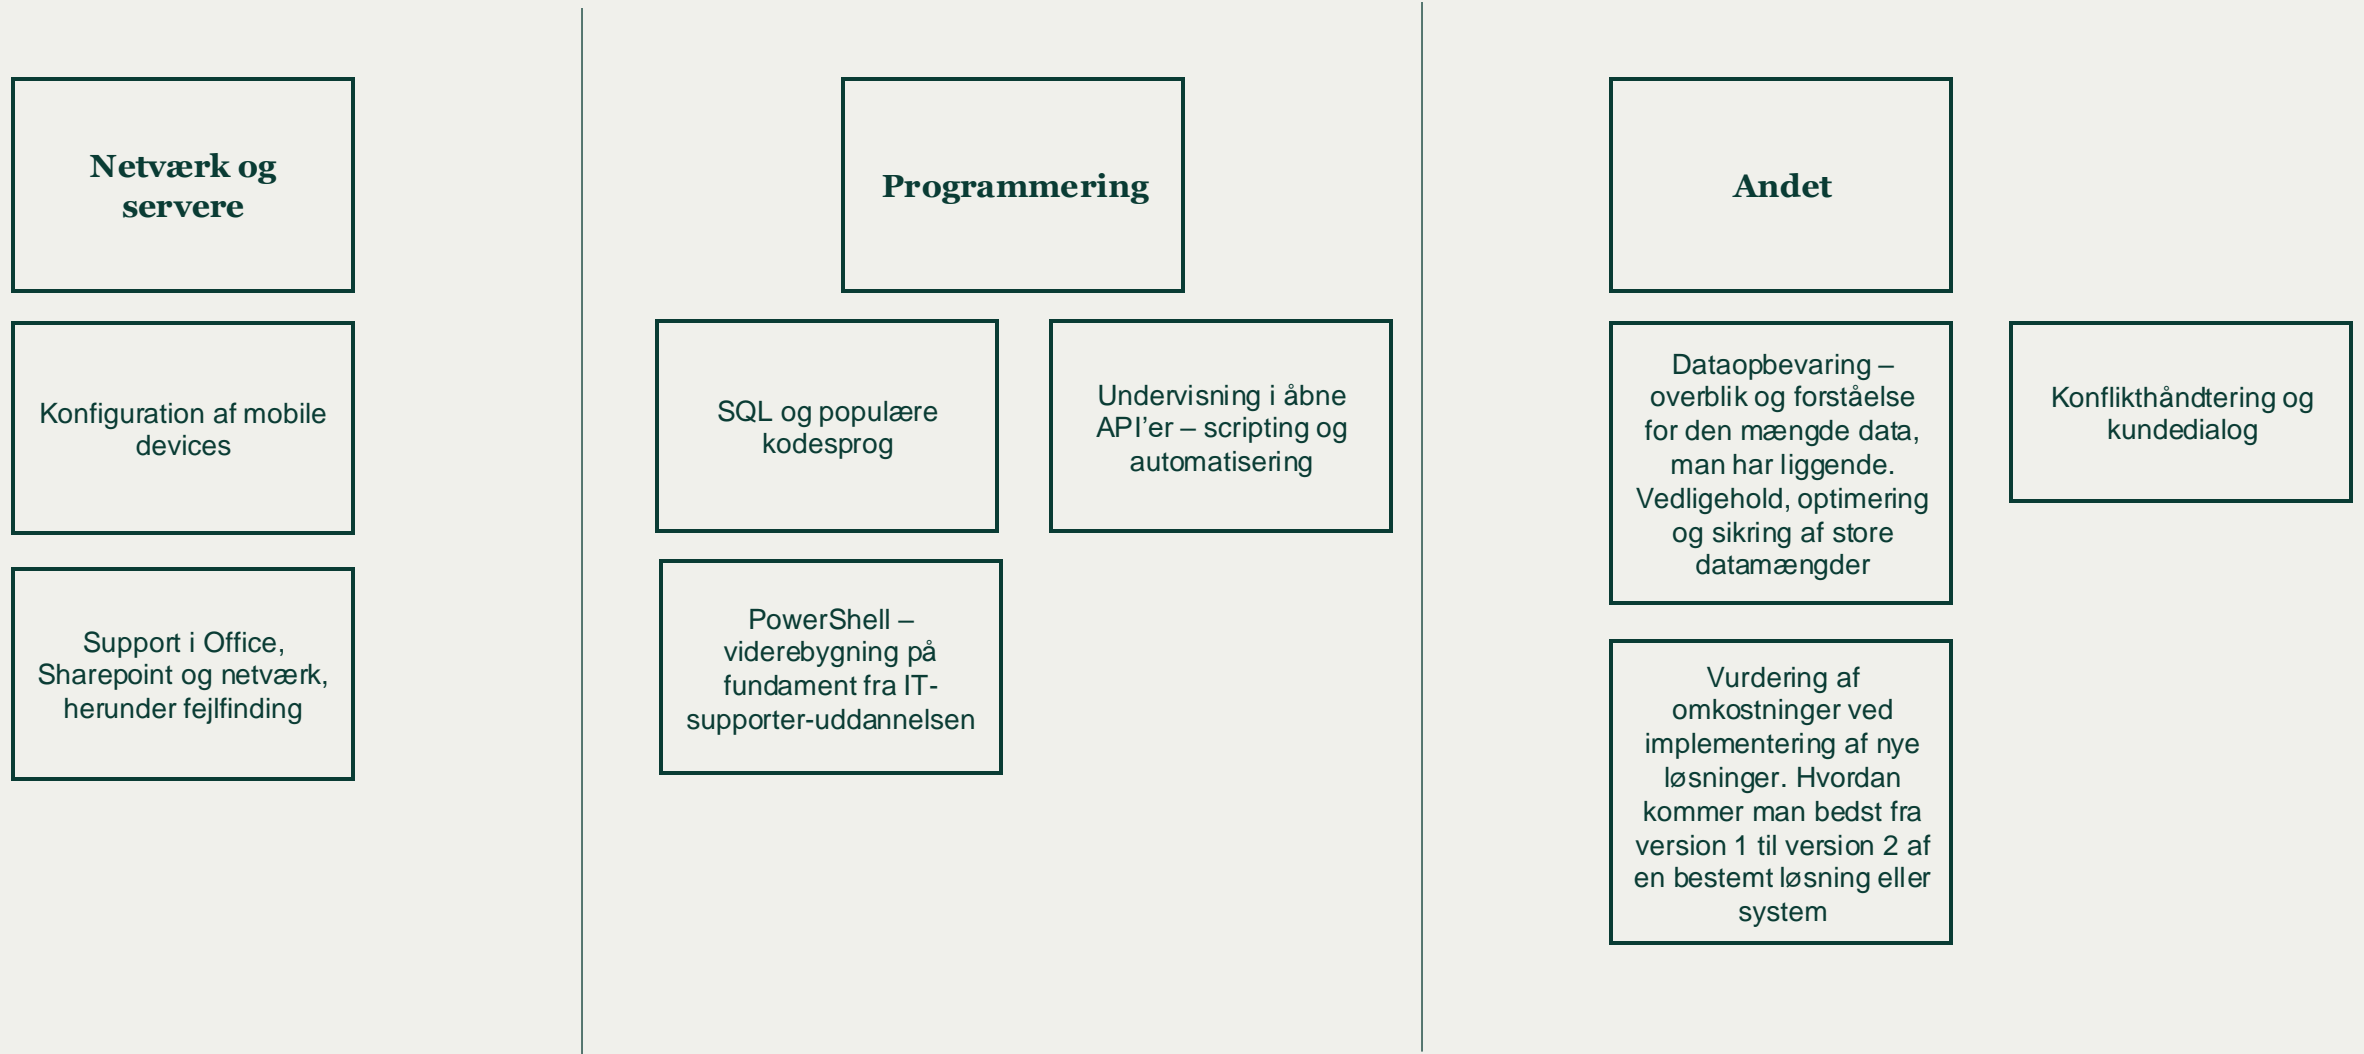 Netværk og
servere
Konfiguration af mobile
devices
Support i Office,
Sharepoint og netværk,
herunder fejlfinding
Programmering
SQL og populære
kodesprog
Undervisning i åbne
API’er – scripting og
automatisering
PowerShell –
viderebygning på
fundament fra IT-
supporter-uddannelsen
Andet
Dataopbevaring –
overblik og forståelse
for den mængde data,
man har liggende.
Vedligehold, optimering
og sikring af store
datamængder
Konflikthåndtering og
kundedialog
Vurdering af
omkostninger ved
implementering af nye
løsninger. Hvordan
kommer man bedst fra
version 1 til version 2 af
en bestemt løsning eller
system